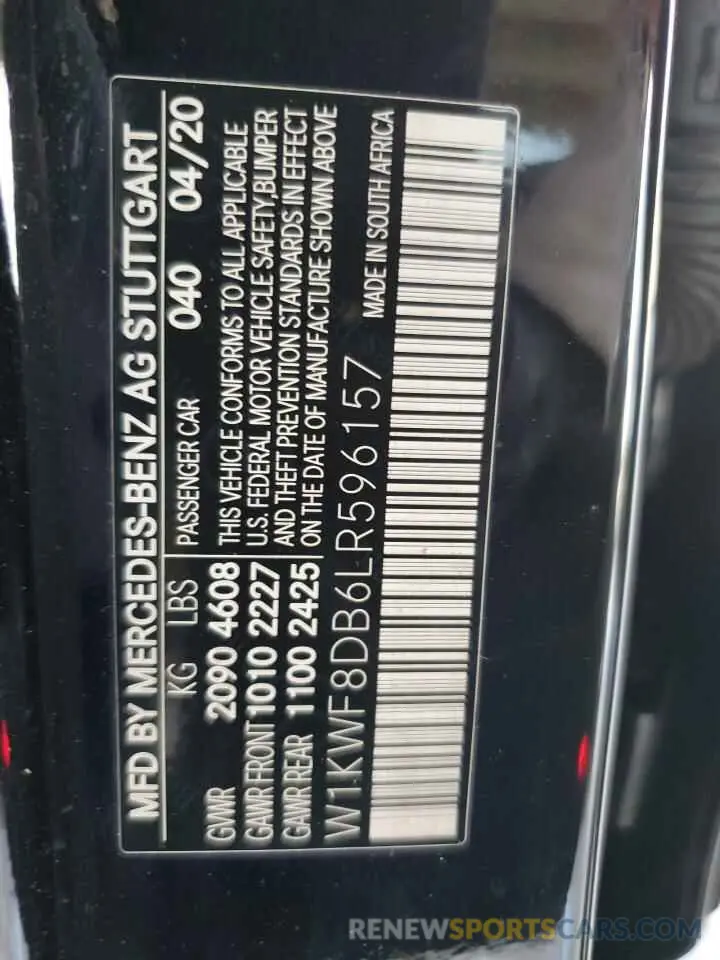 MFD BY MERCEDES-BENZ AG STUTTGART
KG LBS PASSENGER CAR 040 04/20
GVWR 2090 4608 THIS VEHICLE CONFORMS TO ALL APPLICABLE
GAWR FRONT 1010 2227 U.S. FEDERAL MOTOR VEHICLE SAFETY,BUMPER
GAWR REAR 1100 2425 AND THEFT PREVENTION STANDARDS IN EFFECT
ON THE DATE OF MANUFACTURE SHOWN ABOVE
W1KWF8DB6LR596157 MADE IN SOUTH AFRICA
RENEWSPORTSCARS.COM